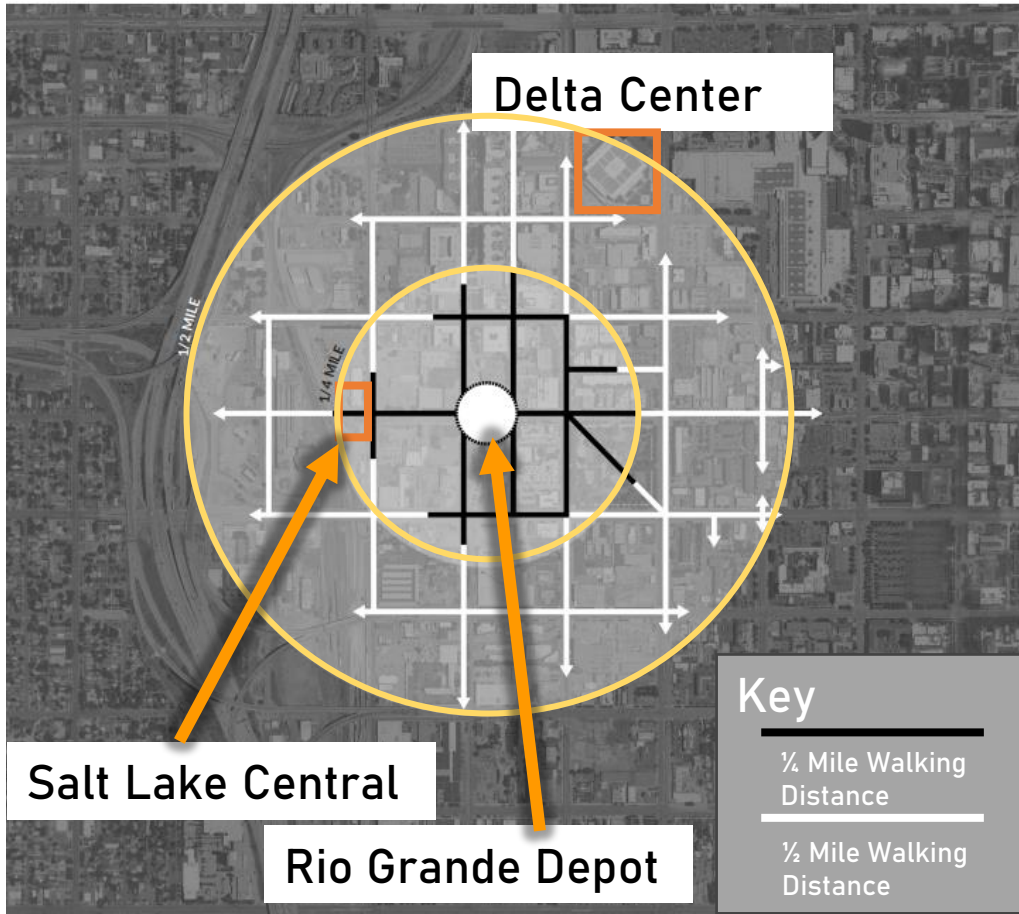 Delta Center
1/2 MILE
1/4 MILE
Salt Lake Central
Rio Grande Depot
Key
¼ Mile Walking
Distance
½ Mile Walking
Distance